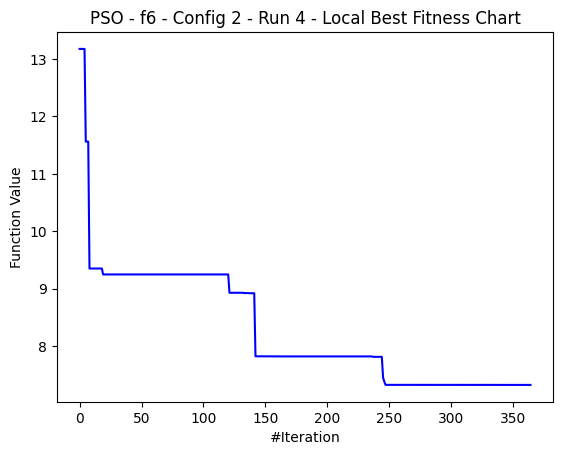 PSO - f6 - Config 2 - Run 4 - Local Best Fitness Chart
13
12
11
10
9
8
Function Value
0 50 100 150 200 250 300 350
#Iteration